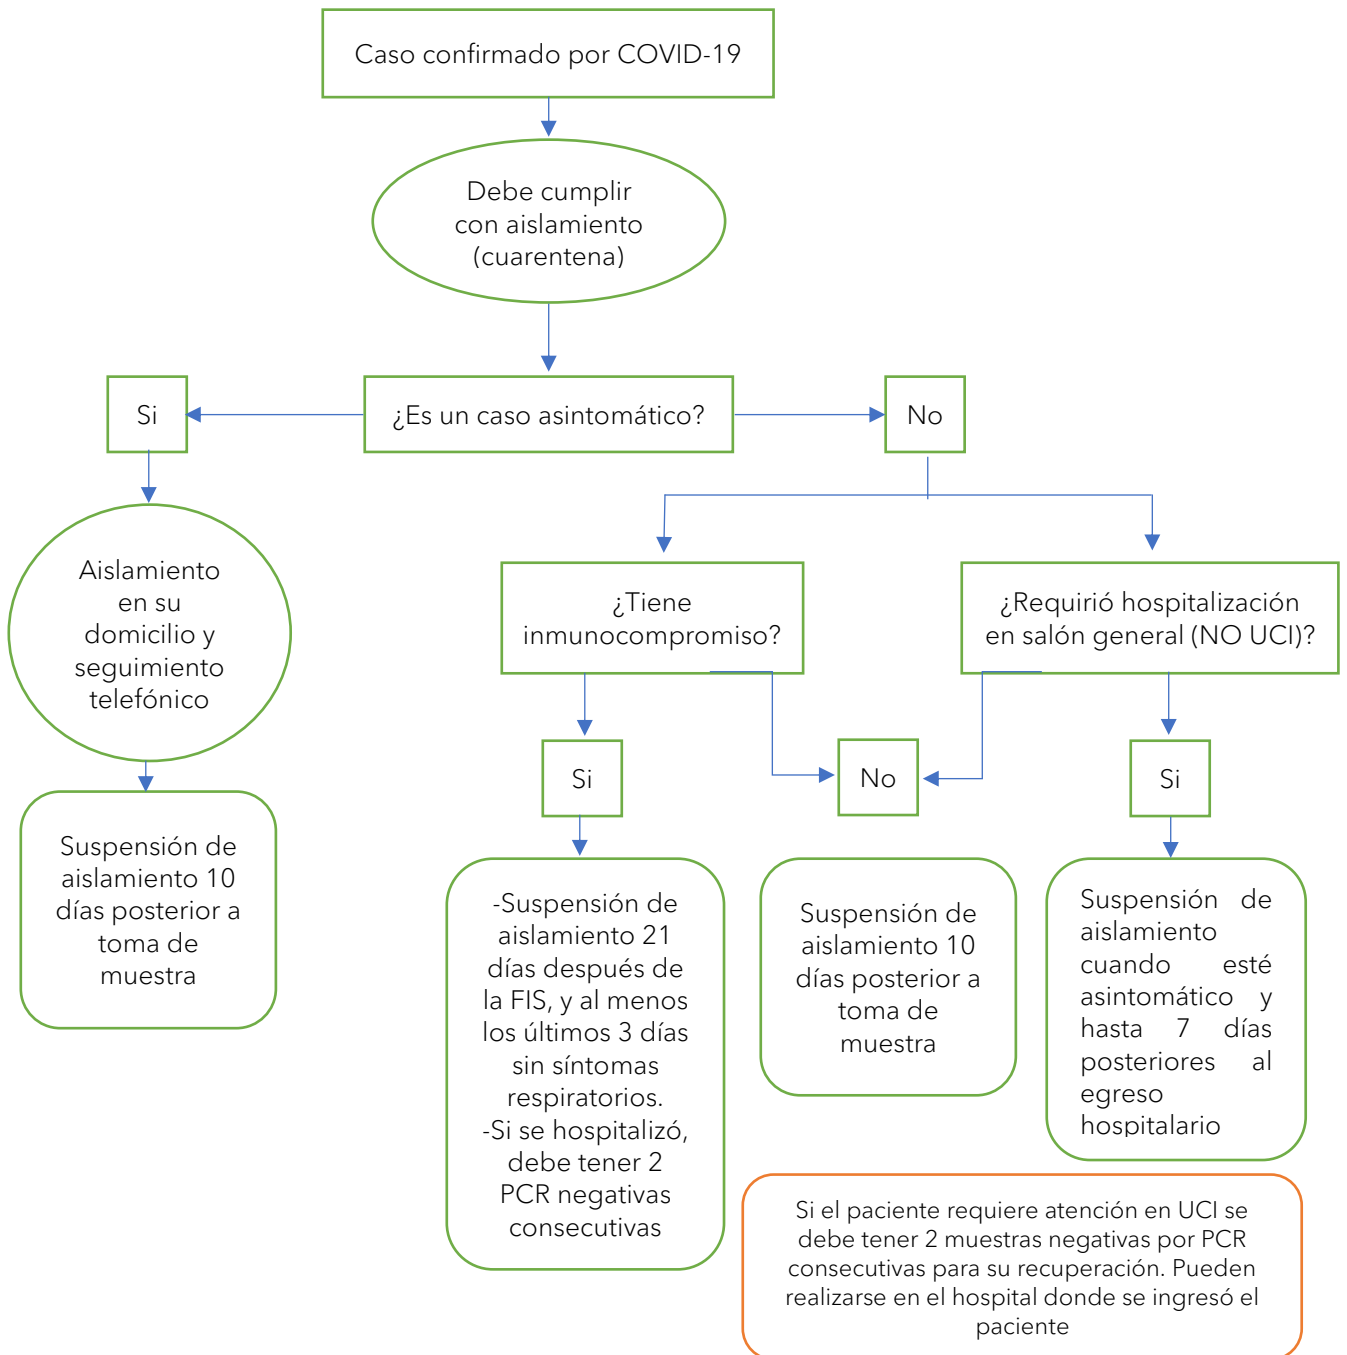 Caso confirmado por COVID-19
Debe cumplir
con aislamiento
(cuarentena)
Si
¿Es un caso asintomático?
No
Aislamiento
en su
domicilio y
seguimiento
telefónico
¿Tiene
inmunocompromiso?
¿Requirió hospitalización
en salón general (NO UCI)?
Si
No
Si
Suspensión de
aislamiento 10
días posterior a
toma de
muestra
-Suspensión de
aislamiento 21
días después de
la FIS, y al menos
los últimos 3 días
sin síntomas
respiratorios.
-Si se hospitalizó,
debe tener 2
PCR negativas
consecutivas
Suspensión de
aislamiento 10
días posterior a
toma de
muestra
Suspensión de
aislamiento
cuando esté
asintomático y
hasta 7 días
posteriores al
egreso
hospitalario
Si el paciente requiere atención en UCI se
debe tener 2 muestras negativas por PCR
consecutivas para su recuperación. Pueden
realizarse en el hospital donde se ingresó el
paciente